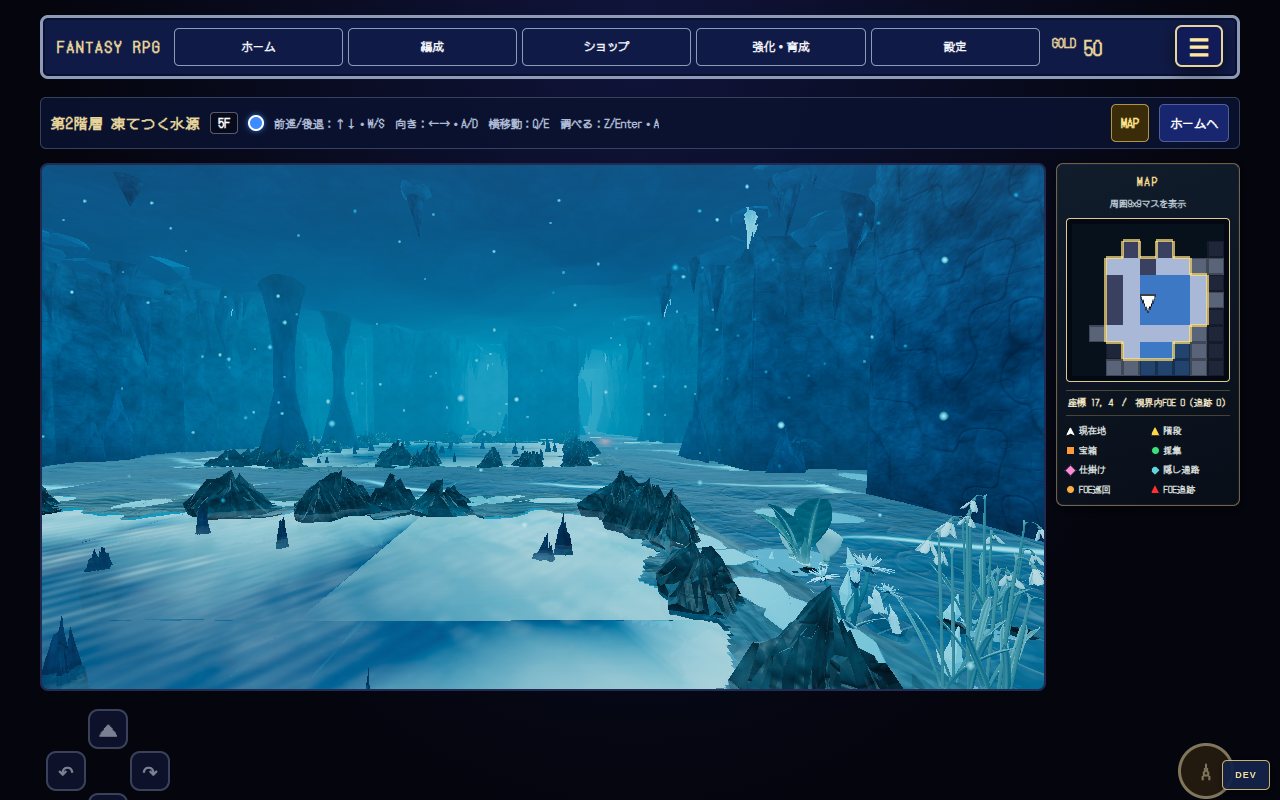 FANTASY RPG
ホーム
編成
ショップ
強化・育成
設定
GOLD 50
第2階層 凍てつく水源
5F
前進/後退：↑↓・W/S 向き：←→・A/D 横移動：Q/E 調べる：Z/Enter・A
MAP
ホームへ
MAP
周囲9x9マスを表示
座標 17, 4 / 視界内FOE 0 (追跡 0)
現在地
階段
宝箱
採集
仕掛け
隠し通路
FOE巡回
FOE追跡
A
DEV